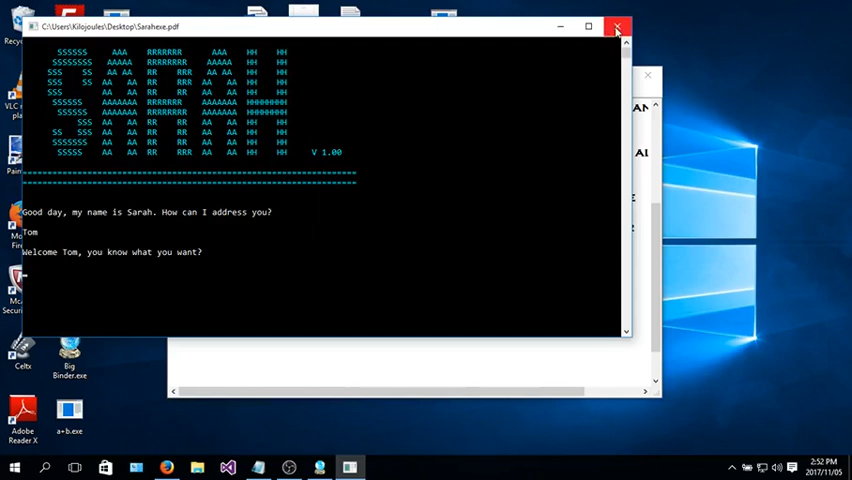 C:\Users\Kilojoules\Desktop\Sarahexe.pdf
SSSSSS AAA RRRRRRR AAA HH HH
SSSSSSSS AAAAA RRRRRRRR AAAAA HH HH
SSS SS AA AA RR RRR AA AA HH HH
SSS SS AA AA RR RR AA AA HH HH
SSS AA AA RR RR AA AA HH HH
SSSSSS AAAAAAA RRRRRRR AAAAAAA HHHHHHHH
SSSSSS AAAAAAA RRRRRRRR AAAAAAA HHHHHHHH
SSS AA AA RR RR AA AA HH HH
SS SSS AA AA RR RR AA AA HH HH
SSSSSSS AA AA RR RR AA AA HH HH
SSSSS AA AA RR RRR AA AA HH HH V 1.00
Good day, my name is Sarah. How can I address you?
Tom
Welcome Tom, you know what you want?
Celtx
Big
Binder.exe
Adobe
Reader X
a+b.exe
2:52 PM
2017/11/05